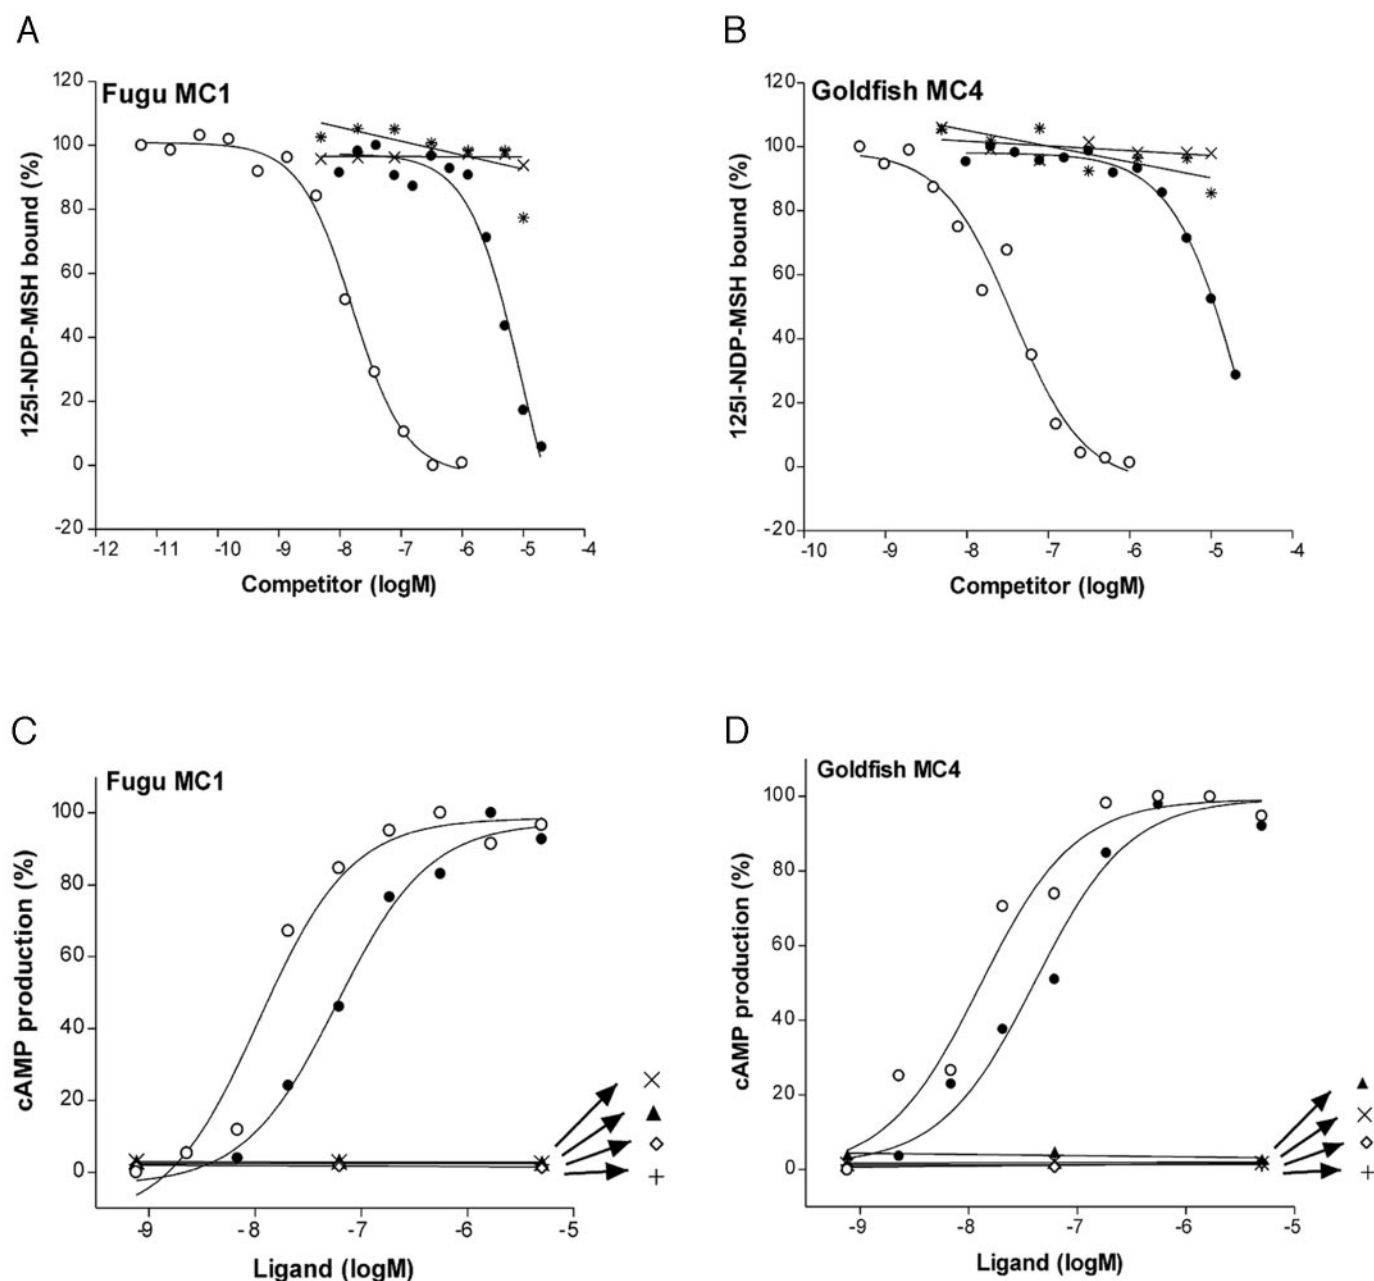 A
Fugu MC1
125I-NDP-MSH bound (%)
120
100
80
60
40
20
0
-20
-12 -11 -10 -9 -8 -7 -6 -5 -4
Competitor (logM)
B
Goldfish MC4
125I-NDP-MSH bound (%)
120
100
80
60
40
20
0
-20
-10 -9 -8 -7 -6 -5 -4
Competitor (logM)
C
Fugu MC1
cAMP production (%)
100
80
60
40
20
0
-9 -8 -7 -6 -5
Ligand (logM)
D
Goldfish MC4
cAMP production (%)
100
80
60
40
20
0
-9 -8 -7 -6 -5
Ligand (logM)